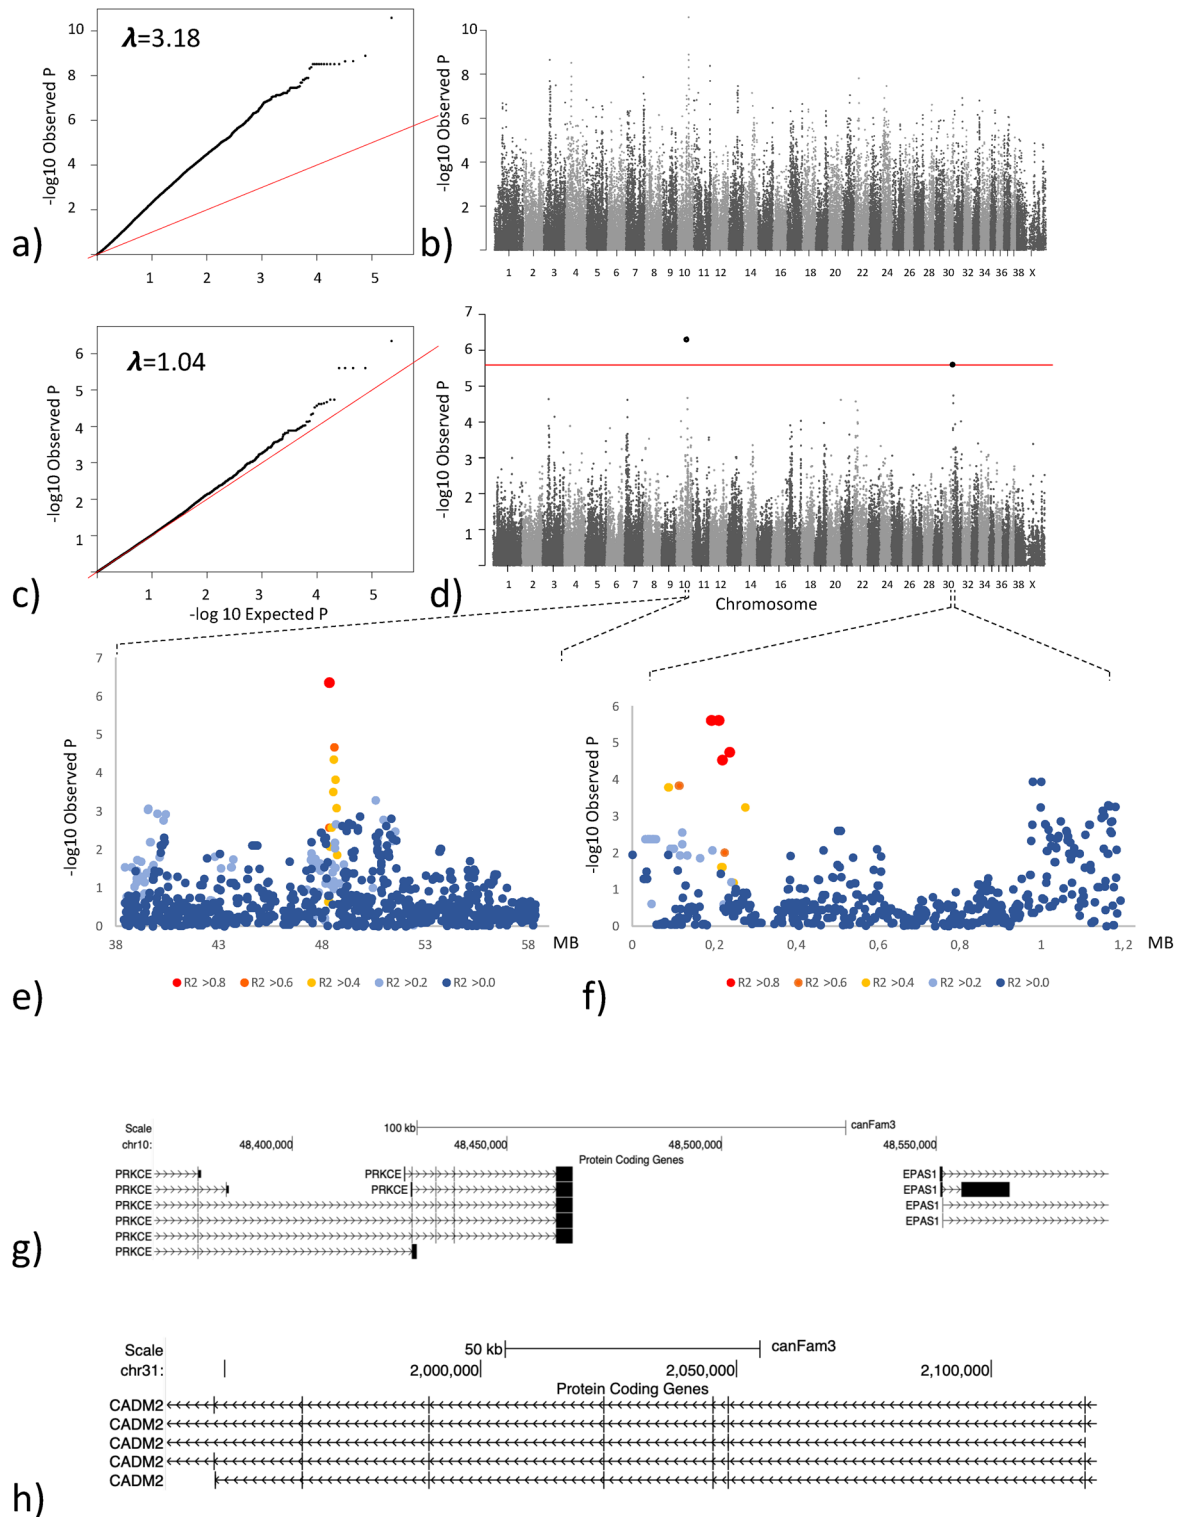 λ=3.18
-log10 Observed P
10
8
6
4
2
1 2 3 4 5
a)
-log10 Observed P
10
8
6
4
2
1 2 3 4 5 6 7 8 9 10 11 12 14 16 18 20 22 24 26 28 30 32 34 36 38 X
b)
λ=1.04
-log10 Observed P
6
5
4
3
2
1
1 2 3 4 5
-log 10 Expected P
c)
-log10 Observed P
7
6
5
4
3
2
1
1 2 3 4 5 6 7 8 9 10 11 12 14 16 18 20 22 24 26 28 30 32 34 36 38 X
Chromosome
d)
-log10 Observed P
7
6
5
4
3
2
1
0
38 43 48 53 58 MB
R2 >0.8 R2 >0.6 R2 >0.4 R2 >0.2 R2 >0.0
e)
-log10 Observed P
6
5
4
3
2
1
0
0 0,2 0,4 0,6 0,8 1 1,2 MB
R2 >0.8 R2 >0.6 R2 >0.4 R2 >0.2 R2 >0.0
f)
Scale 100 kb canFam3
chr10: 48,400,000 48,450,000 48,500,000 48,550,000
Protein Coding Genes
PRKCE PRKCE EPAS1
PRKCE PRKCE EPAS1
PRKCE EPAS1
PRKCE EPAS1
PRKCE
PRKCE
g)
Scale 50 kb canFam3
chr31: 2,000,000 2,050,000 2,100,000
Protein Coding Genes
CADM2
CADM2
CADM2
CADM2
CADM2
h)